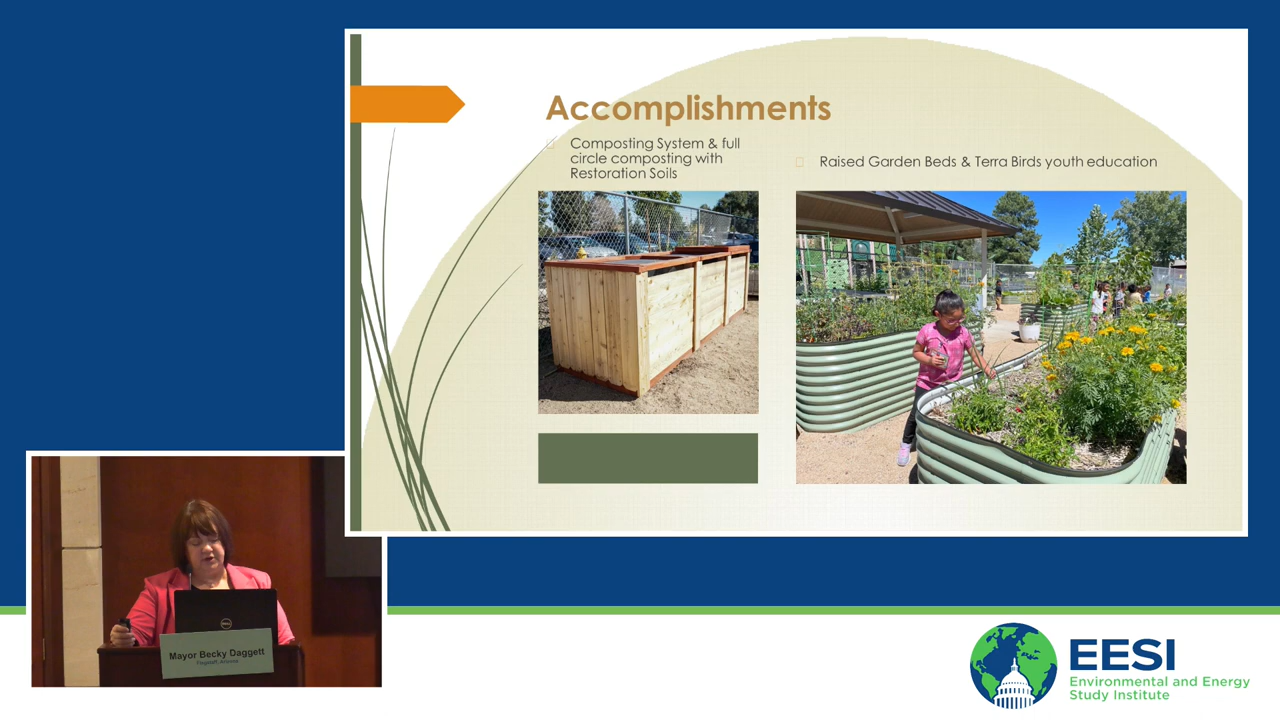 Accomplishments
Composting System & full
circle composting with
Restoration Soils
Raised Garden Beds & Terra Birds youth education
DELL
Mayor Becky Daggett
Flagstaff, Arizona
EESI
Environmental and Energy
Study Institute